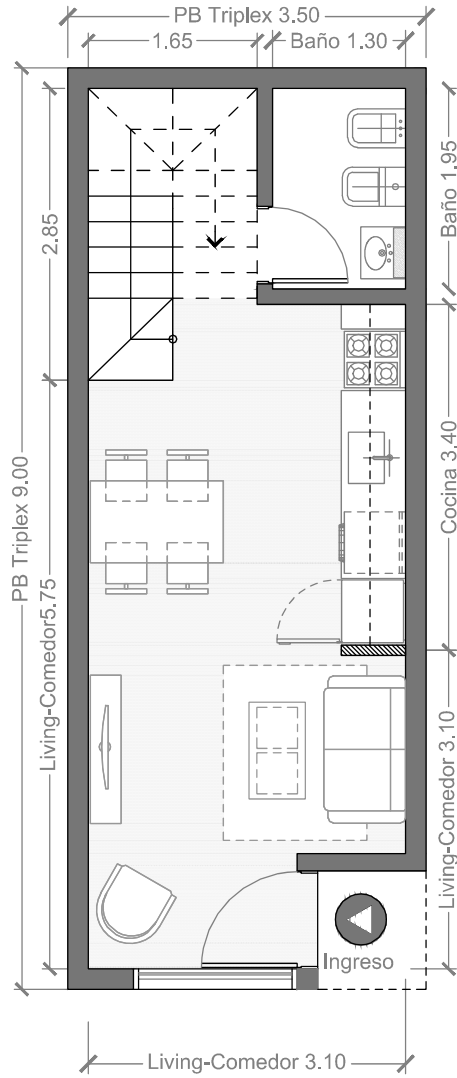 PB Triplex 3.50
1.65
Baño 1.30
Baño 1.95
2.85
Cocina 3.40
PB Triplex 9.00
Living-Comedor5.75
Living-Comedor 3.10
Ingreso
Living-Comedor 3.10